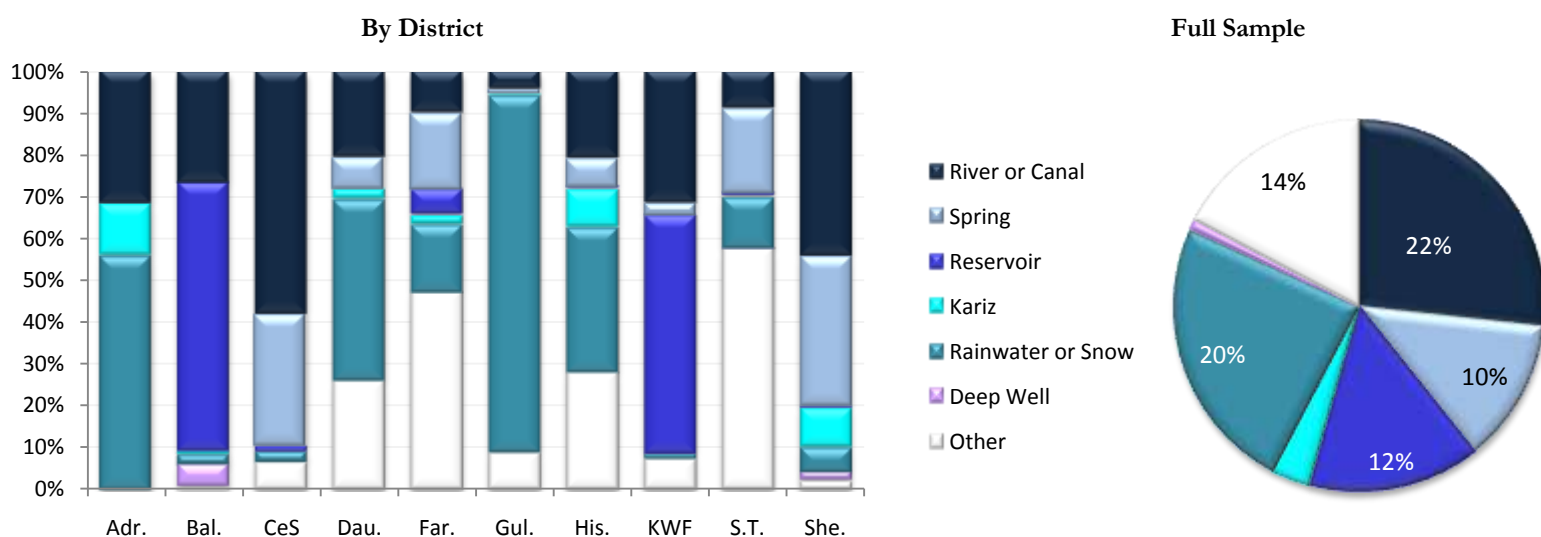 By District
100%
90%
80%
70%
60%
50%
40%
30%
20%
10%
0%
Adr. Bal. CeS Dau. Far. Gul. His. KWF S.T. She.
River or Canal
Spring
Reservoir
Kariz
Rainwater or Snow
Deep Well
Other
Full Sample
14%
22%
20%
10%
12%